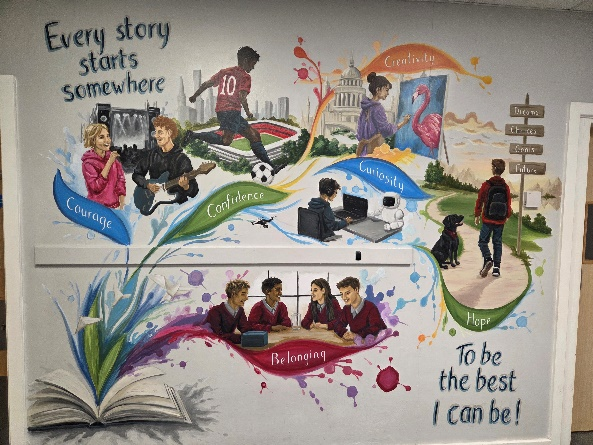 Every story
starts
somewhere
10
Creativity
Dreams
Choices
Goals
Future
Curiosity
Confidence
Courage
Hope
Belonging
To be
the best
I can be!